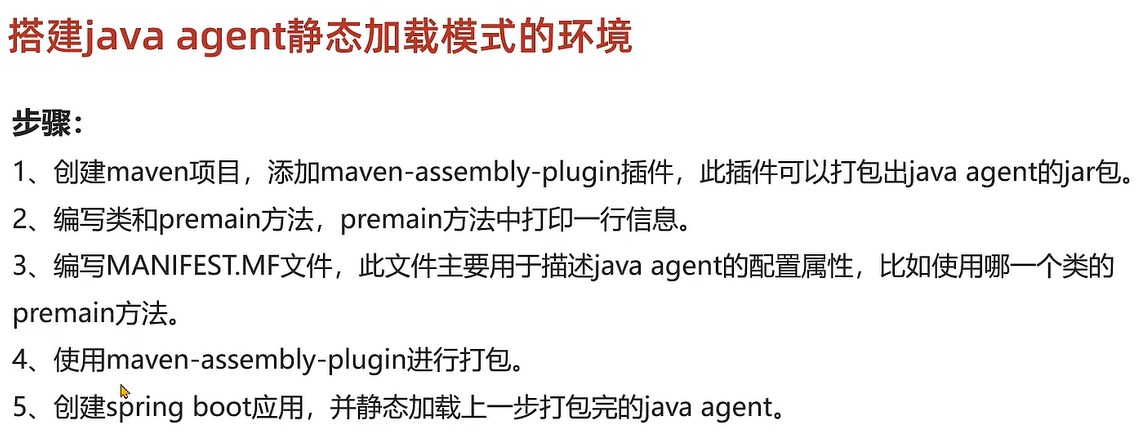 搭建java agent静态加载模式的环境
步骤：
1、创建maven项目，添加maven-assembly-plugin插件，此插件可以打包出java agent的jar包。
2、编写类和premain方法，premain方法中打印一行信息。
3、编写MANIFEST.MF文件，此文件主要用于描述java agent的配置属性，比如使用哪一个类的
premain方法。
4、使用maven-assembly-plugin进行打包。
5、创建spring boot应用，并静态加载上一步打包完的java agent。